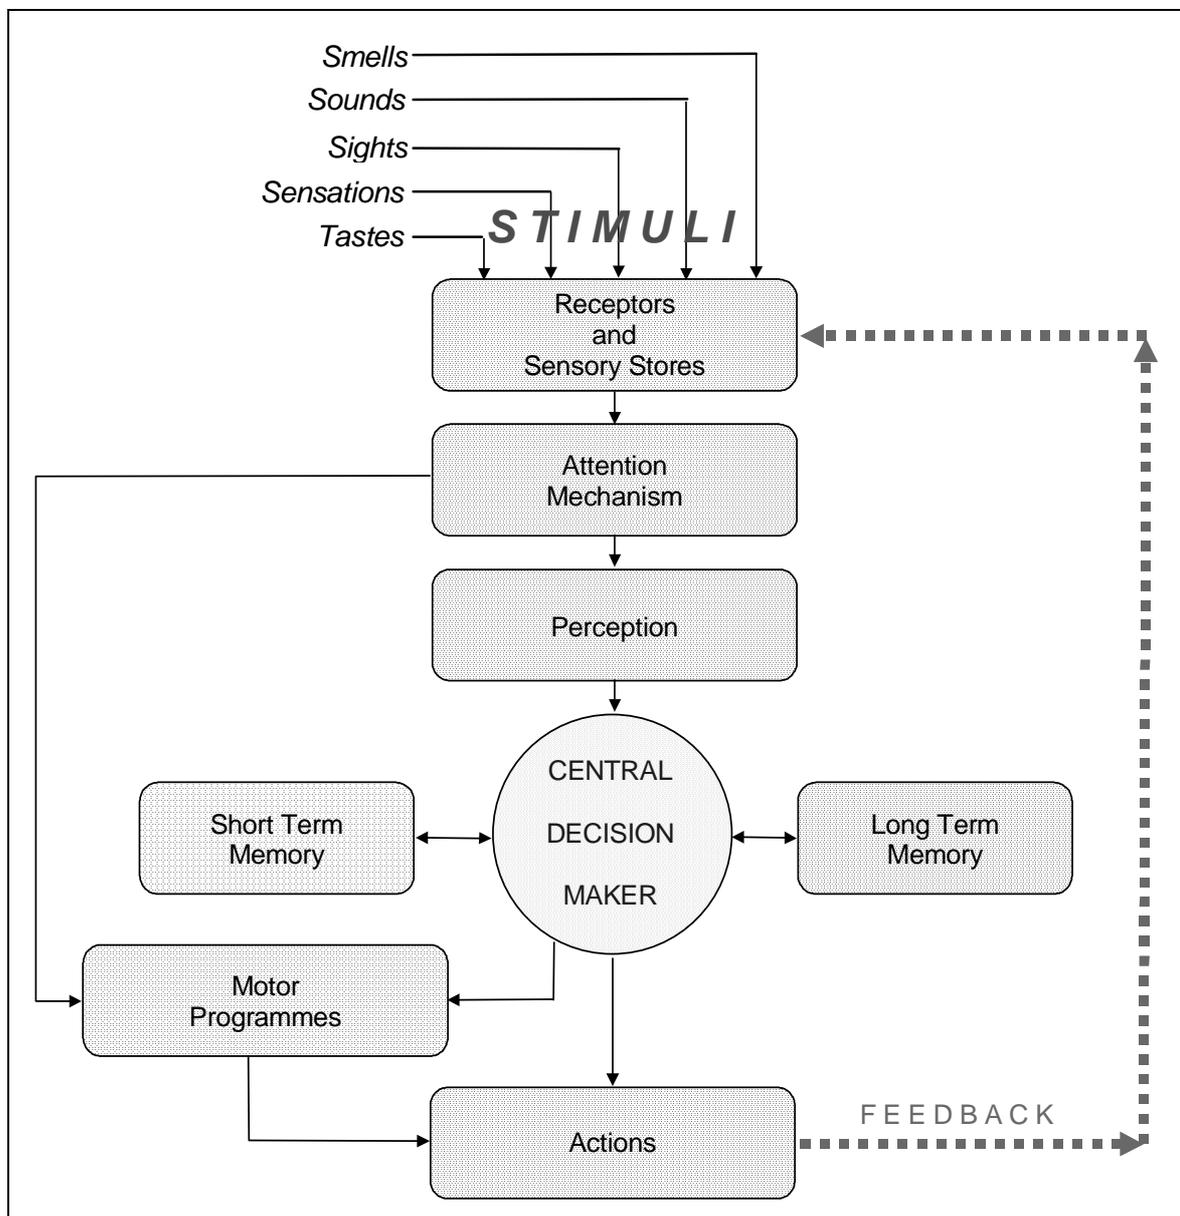 Smells
Sounds
Sights
Sensations
Tastes
STIMULI
Receptors
and
Sensory Stores
Attention
Mechanism
Perception
CENTRAL
DECISION
MAKER
Short Term
Memory
Long Term
Memory
Motor
Programmes
Actions
FEEDBACK